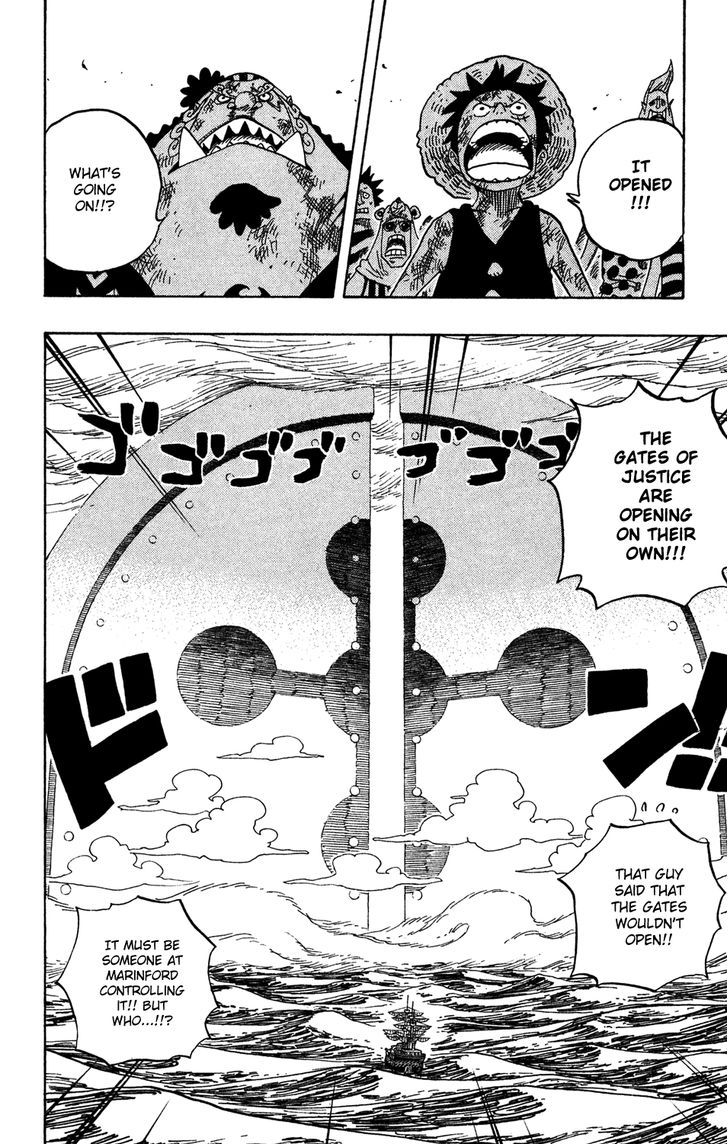 IT
OPENED
!!!
WHAT'S
GOING
ON!!?
THE
GATES OF
JUSTICE
ARE
OPENING
ON THEIR
OWN!!!
ゴゴゴゴゴゴゴ
ドーン!!
THAT GUY
SAID THAT
THE GATES
WOULDN'T
OPEN!!
IT MUST BE
SOMEONE AT
MARINFORD
CONTROLLING
IT!! BUT
WHO...!!?